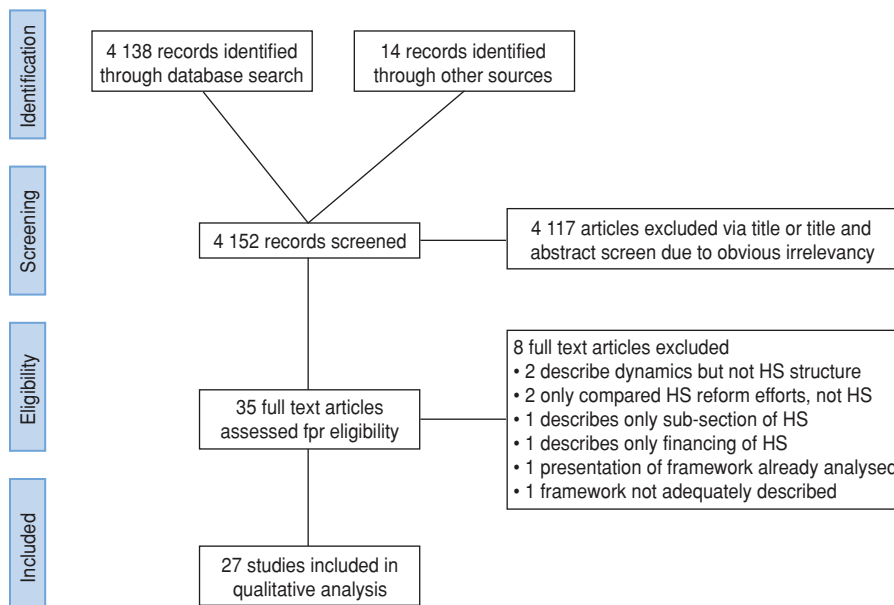 Identification
4 138 records identified
through database search
14 records identified
through other sources
Screening
4 152 records screened
4 117 articles excluded via title or title and
abstract screen due to obvious irrelevancy
Eligibility
35 full text articles
assessed fpr eligibility
8 full text articles excluded
• 2 describe dynamics but not HS structure
• 2 only compared HS reform efforts, not HS
• 1 describes only sub-section of HS
• 1 describes only financing of HS
• 1 presentation of framework already analysed
• 1 framework not adequately described
Included
27 studies included in
qualitative analysis